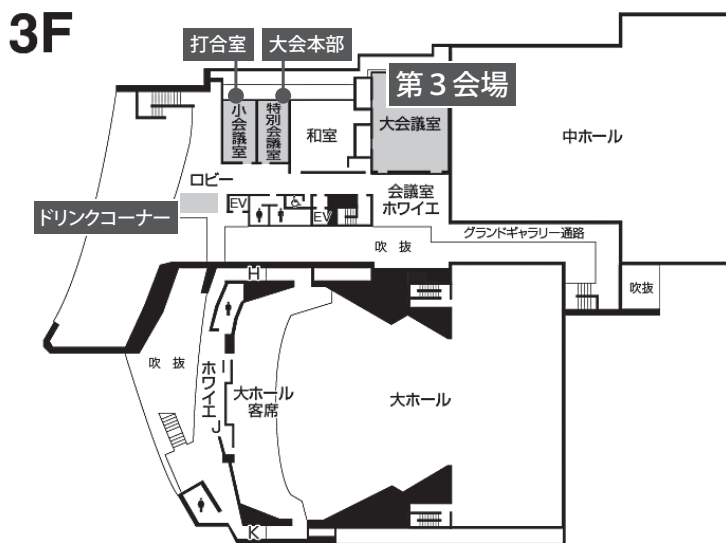 3F
打合室
大会本部
第3会場
小会議室
特別会議室
和室
大会議室
中ホール
ロビー
会議室
ホワイエ
EV
EV
ドリンクコーナー
グランドギャラリー通路
吹 抜
吹抜
H
吹 抜
ホワイエ
I
J
大ホール
客席
大ホール
K